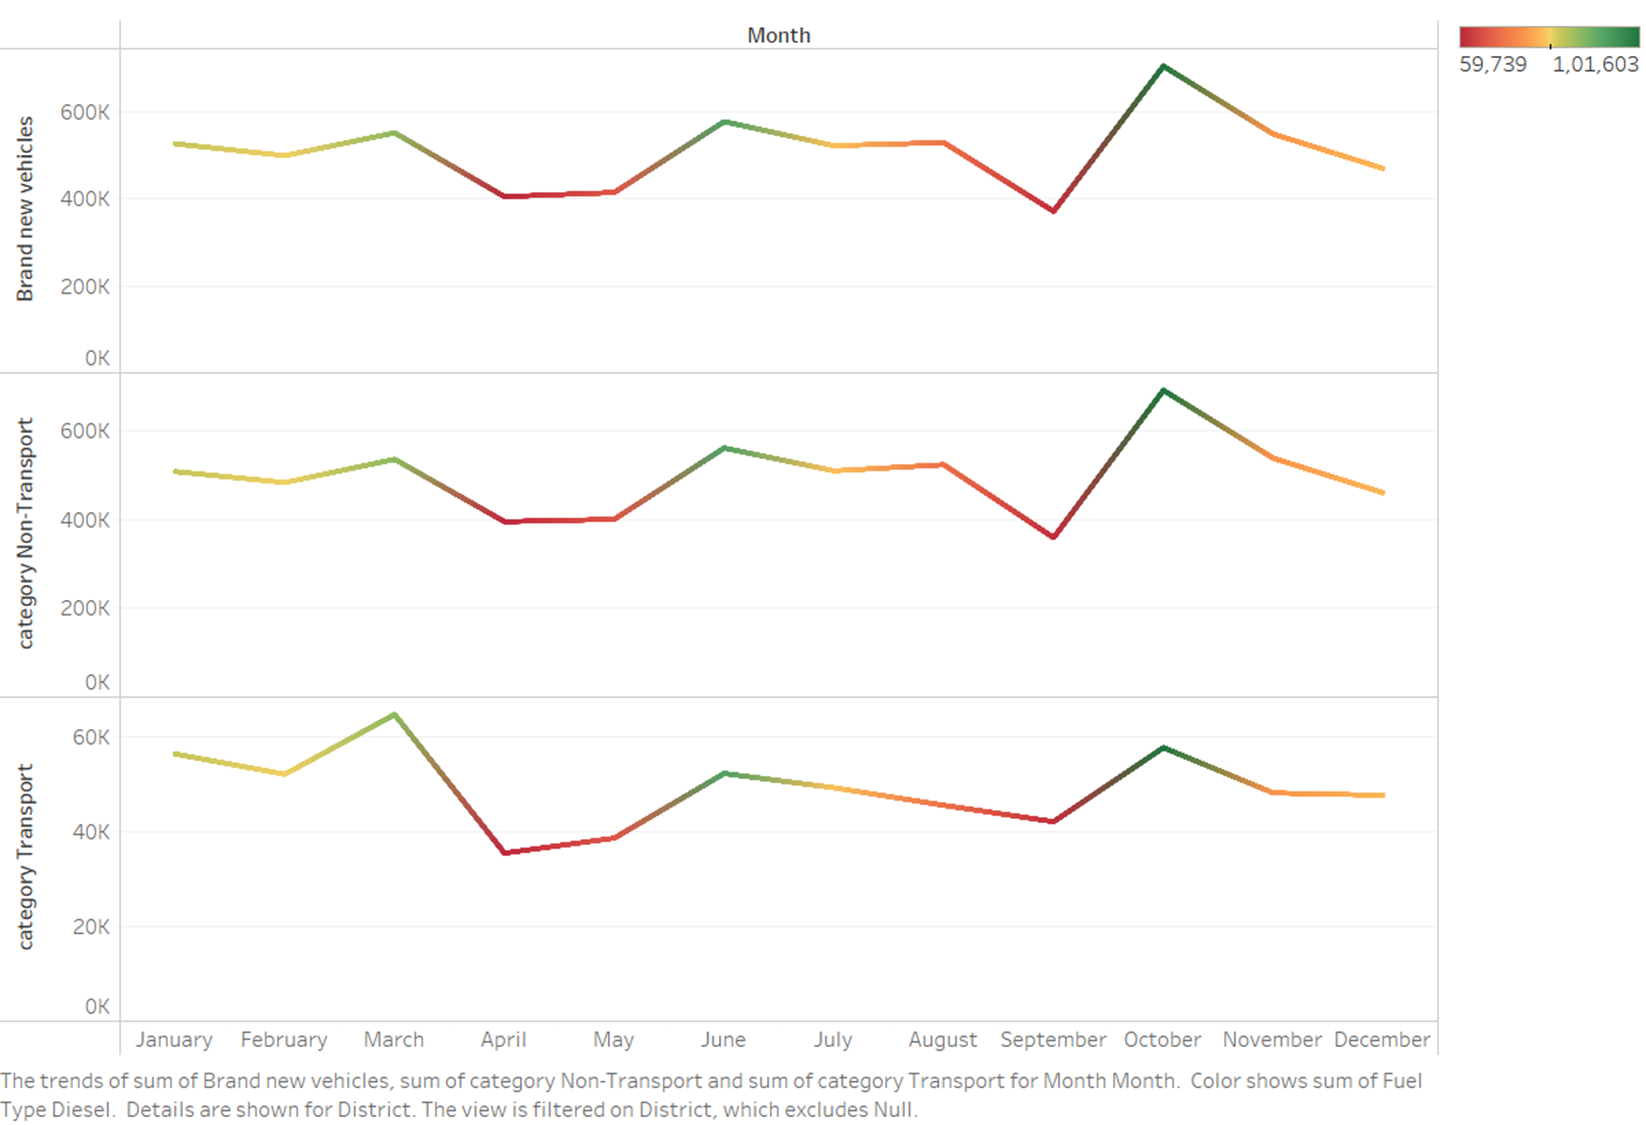 Month
59,739 1,01,603
Brand new vehicles
600K
400K
200K
0K
category Non-Transport
600K
400K
200K
0K
category Transport
60K
40K
20K
0K
January February March April May June July August September October November December
The trends of sum of Brand new vehicles, sum of category Non-Transport and sum of category Transport for Month Month.  Color shows sum of Fuel
Type Diesel.  Details are shown for District. The view is filtered on District, which excludes Null.